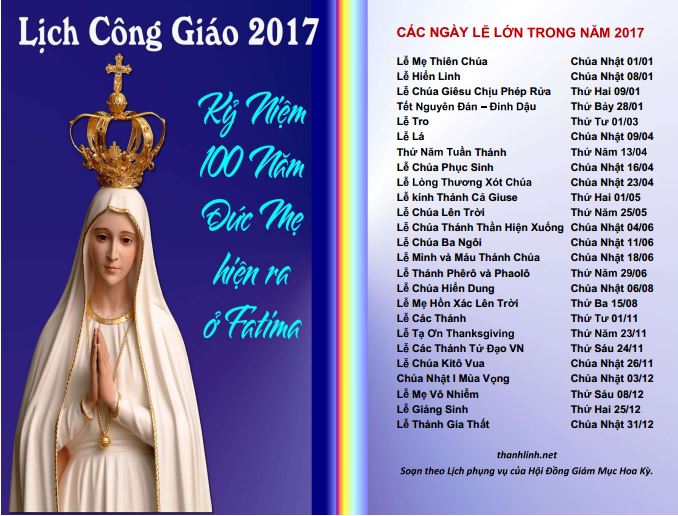 Lịch Công Giáo 2017
Kỷ Niệm
100 Năm
Đức Mẹ
hiện ra
ở Fatima
CÁC NGÀY LỄ LỚN TRONG NĂM 2017
Lễ Mẹ Thiên Chúa Chúa Nhật 01/01
Lễ Hiển Linh Chúa Nhật 08/01
Lễ Chúa Giêsu Chịu Phép Rửa Thứ Hai 09/01
Tết Nguyên Đán – Đinh Dậu Thứ Bảy 28/01
Lễ Tro Thứ Tư 01/03
Lễ Lá Chúa Nhật 09/04
Thứ Năm Tuần Thánh Thứ Năm 13/04
Lễ Chúa Phục Sinh Chúa Nhật 16/04
Lễ Lòng Thương Xót Chúa Chúa Nhật 23/04
Lễ kính Thánh Cả Giuse Thứ Hai 01/05
Lễ Chúa Lên Trời Thứ Năm 25/05
Lễ Chúa Thánh Thần Hiện Xuống Chúa Nhật 04/06
Lễ Chúa Ba Ngôi Chúa Nhật 11/06
Lễ Mình và Máu Thánh Chúa Chúa Nhật 18/06
Lễ Thánh Phêrô và Phaolô Thứ Năm 29/06
Lễ Chúa Hiển Dung Chúa Nhật 06/08
Lễ Mẹ Hồn Xác Lên Trời Thứ Ba 15/08
Lễ Các Thánh Thứ Tư 01/11
Lễ Tạ Ơn Thanksgiving Thứ Năm 23/11
Lễ Các Thánh Tử Đạo VN Thứ Sáu 24/11
Lễ Chúa Kitô Vua Chúa Nhật 26/11
Chúa Nhật I Mùa Vọng Chúa Nhật 03/12
Lễ Mẹ Vô Nhiễm Thứ Sáu 08/12
Lễ Giáng Sinh Thứ Hai 25/12
Lễ Thánh Gia Thất Chúa Nhật 31/12
thanhlinh.net
Soạn theo Lịch phụng vụ của Hội Đồng Giám Mục Hoa Kỳ.